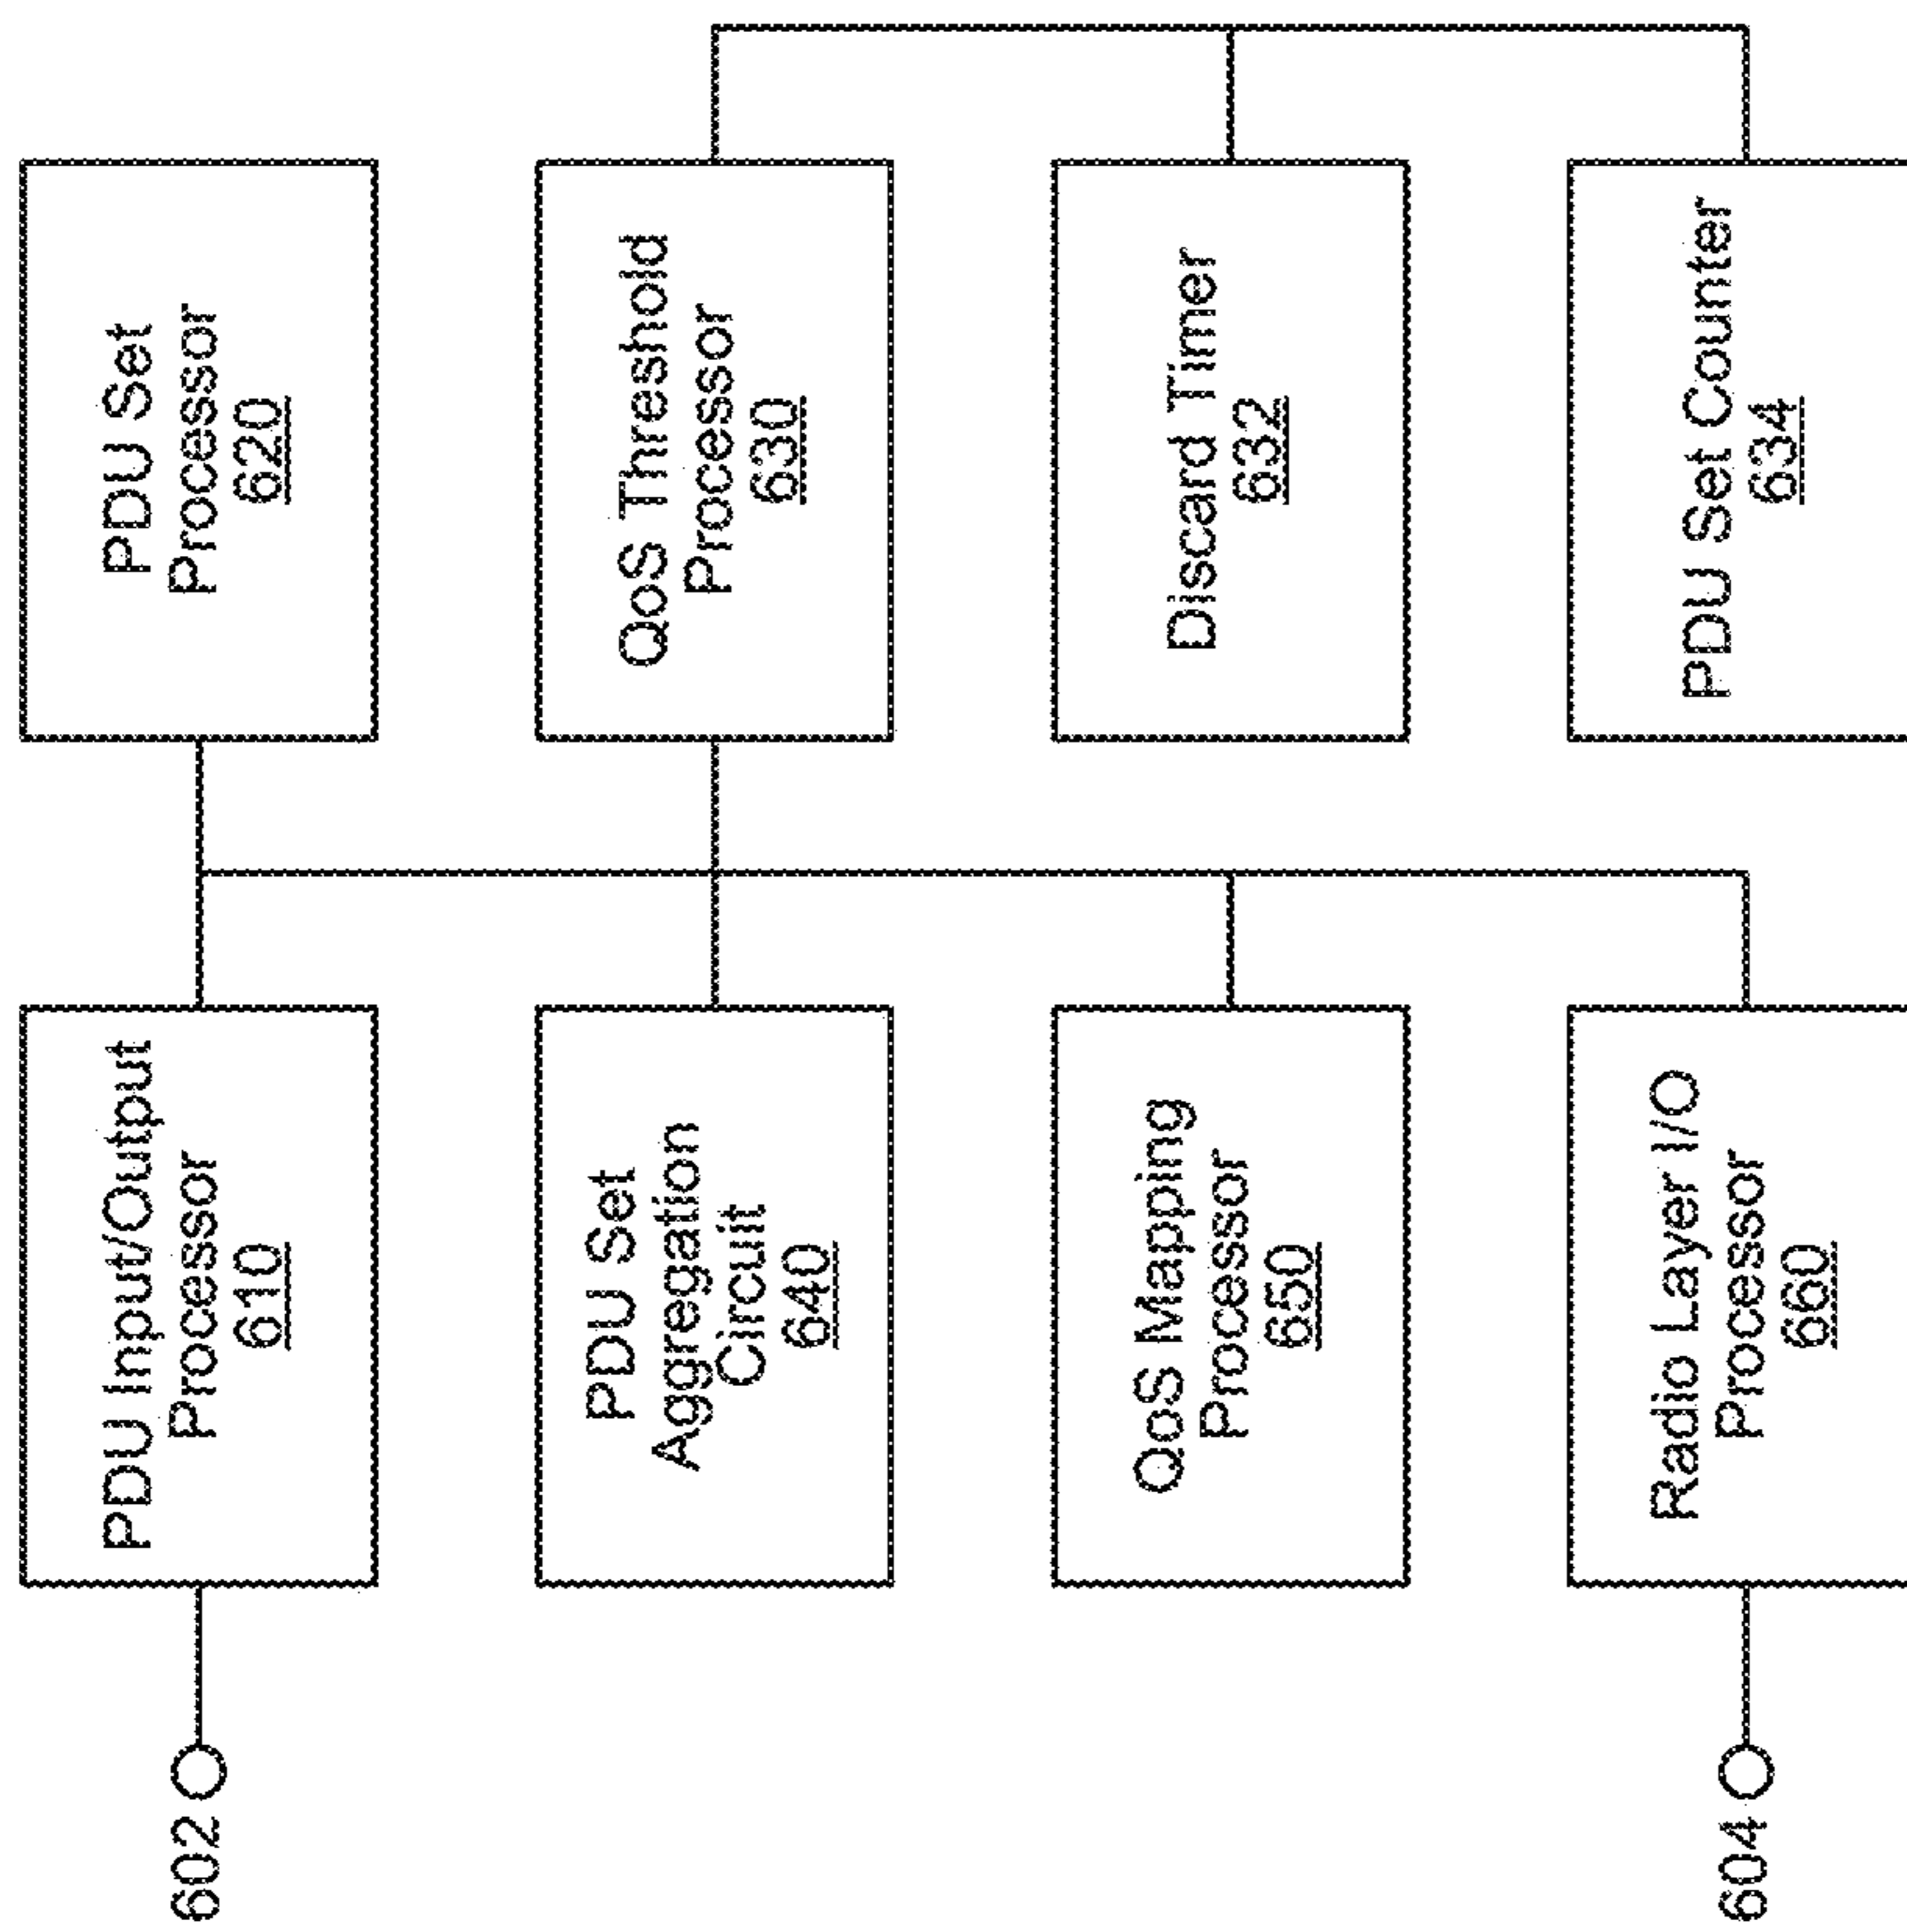 602
PDU Input/Output
Processor
610
PDU Set
Processor
620
PDU Set
Aggregation
Circuit
640
QoS Threshold
Processor
630
QoS Mapping
Processor
650
Discard Timer
632
604
Radio Layer I/O
Processor
660
PDU Set Counter
634